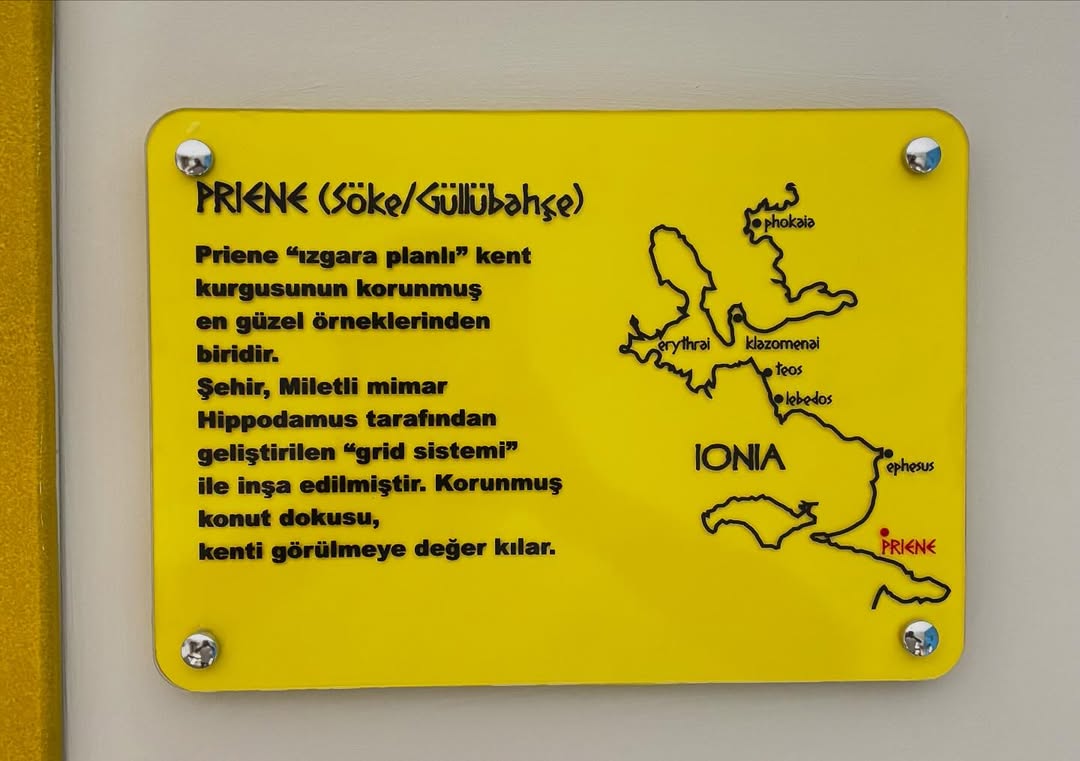 PRIENE (Söke/Güllübahçe)
Priene “ızgara planlı” kent
kurgusunun korunmuş
en güzel örneklerinden
biridir.
Şehir, Miletli mimar
Hippodamus tarafından
geliştirilen “grid sistemi”
ile inşa edilmiştir. Korunmuş
konut dokusu,
kenti görülmeye değer kılar.
phokaia
erythrai
klazomenai
teos
lebedos
IONIA
ephesus
PRIENE